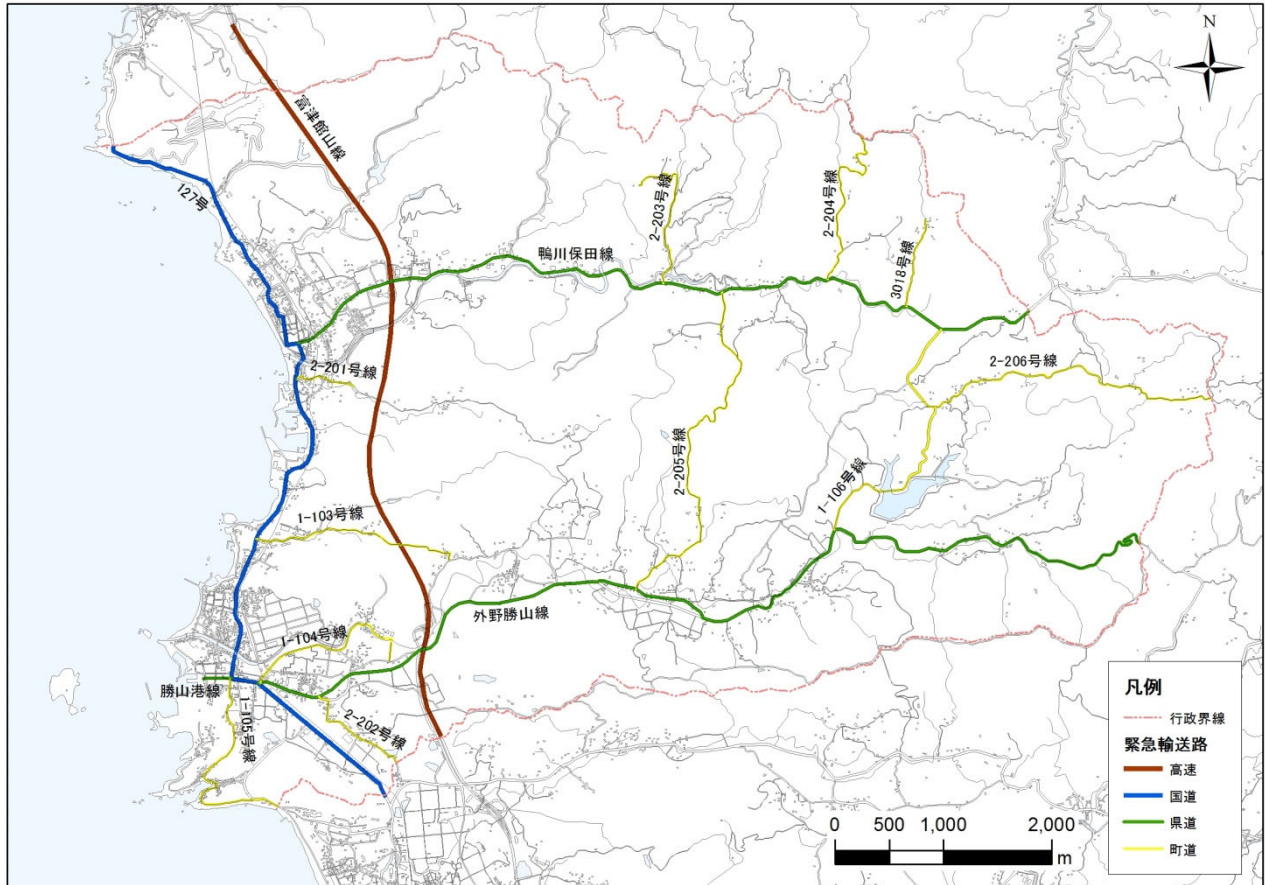 N
富津館山線
127号
2-203号線
2-204号線
鴨川保田線
3018号線
2-201号線
2-206号線
2-205号線
1-106号線
1-103号線
外野勝山線
1-104号線
勝山港線
1-105号線
2-202号線
凡例
行政界線
緊急輸送路
高速
国道
県道
町道
0 500 1,000 2,000
m